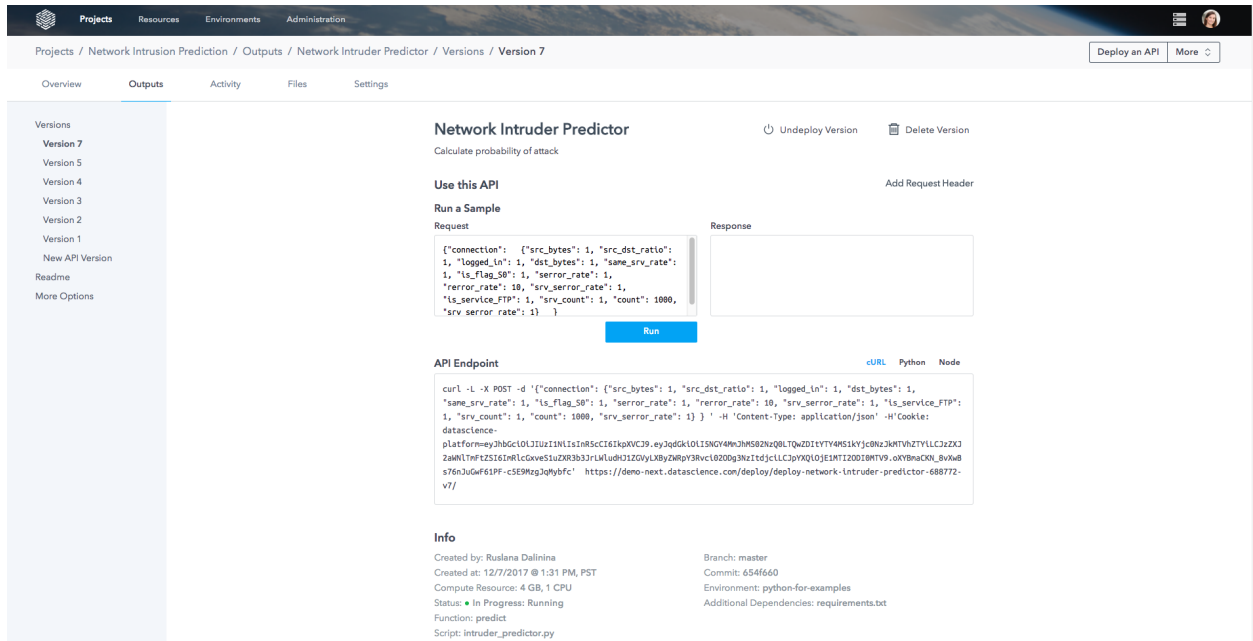 Projects Resources Environments Administration
Projects / Network Intrusion Prediction / Outputs / Network Intruder Predictor / Versions / Version 7
Deploy an API More
Overview Outputs Activity Files Settings
Versions
Version 7
Version 5
Version 4
Version 3
Version 2
Version 1
New API Version
Readme
More Options
Network Intruder Predictor
Undeploy Version Delete Version
Calculate probability of attack
Use this API
Add Request Header
Run a Sample
Request
{"connection": {"src_bytes": 1, "src_dst_ratio":
1, "logged_in": 1, "dst_bytes": 1, "same_srv_rate":
1, "is_flag_S0": 1, "serror_rate": 1,
"rerror_rate": 10, "srv_serror_rate": 1,
"is_service_FTP": 1, "srv_count": 1, "count": 1000,
"srv_serror_rate": 1} }
Response
Run
API Endpoint
cURL Python Node
curl -L -X POST -d '{"connection": {"src_bytes": 1, "src_dst_ratio": 1, "logged_in": 1, "dst_bytes": 1,
"same_srv_rate": 1, "is_flag_S0": 1, "serror_rate": 1, "rerror_rate": 10, "srv_serror_rate": 1, "is_service_FTP":
1, "srv_count": 1, "count": 1000, "srv_serror_rate": 1} } ' -H 'Content-Type: application/json' -H'Cookie:
datascience-
https://demo-next.datascience.com/deploy/deploy-network-intruder-predictor-688772-
v7/
Info
Created by: Ruslana Dalinina
Created at: 12/7/2017 @ 1:31 PM, PST
Compute Resource: 4 GB, 1 CPU
Status: In Progress: Running
Function: predict
Script: intruder_predictor.py
Branch: master
Commit: 654f660
Environment: python-for-examples
Additional Dependencies: requirements.txt